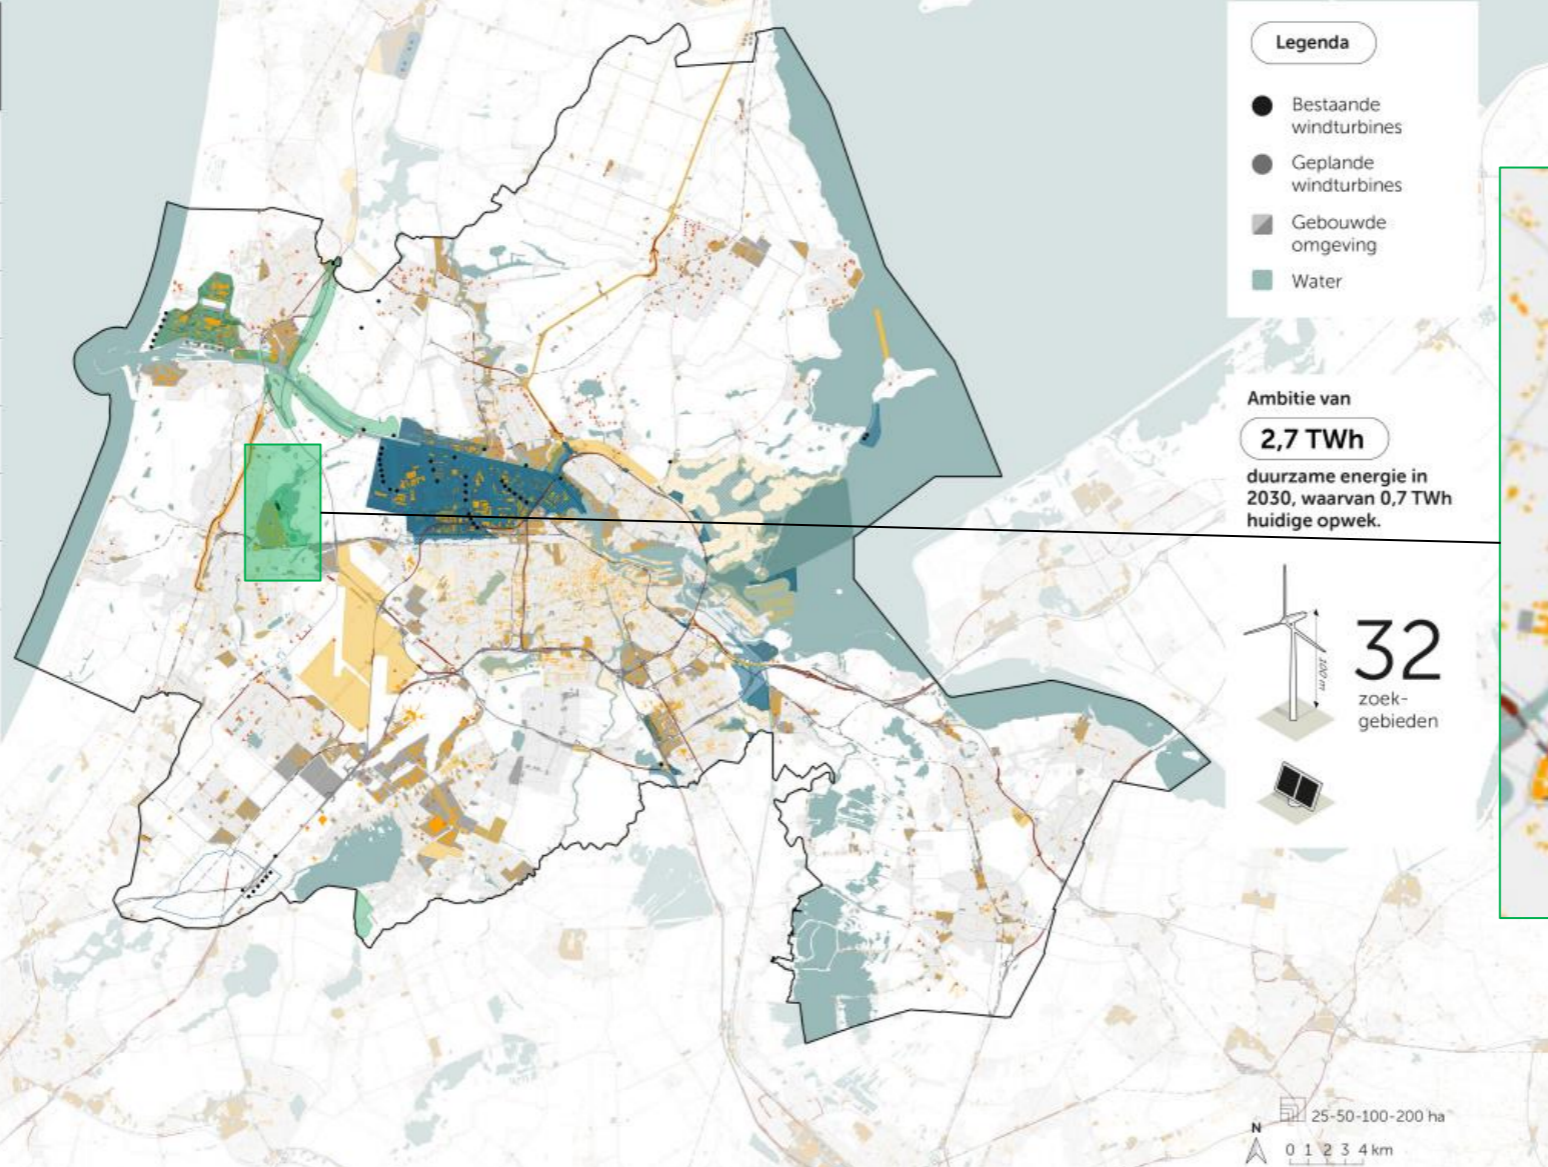 Legenda
Bestaande
windturbines
Geplande
windturbines
Gebouwde
omgeving
Water
Ambitie van
2,7 TWh
duurzame energie in
2030, waarvan 0,7 TWh
huidige opwek.
100 m
32
zoek-
gebieden
25-50-100-200 ha
N
0 1 2 3 4 km